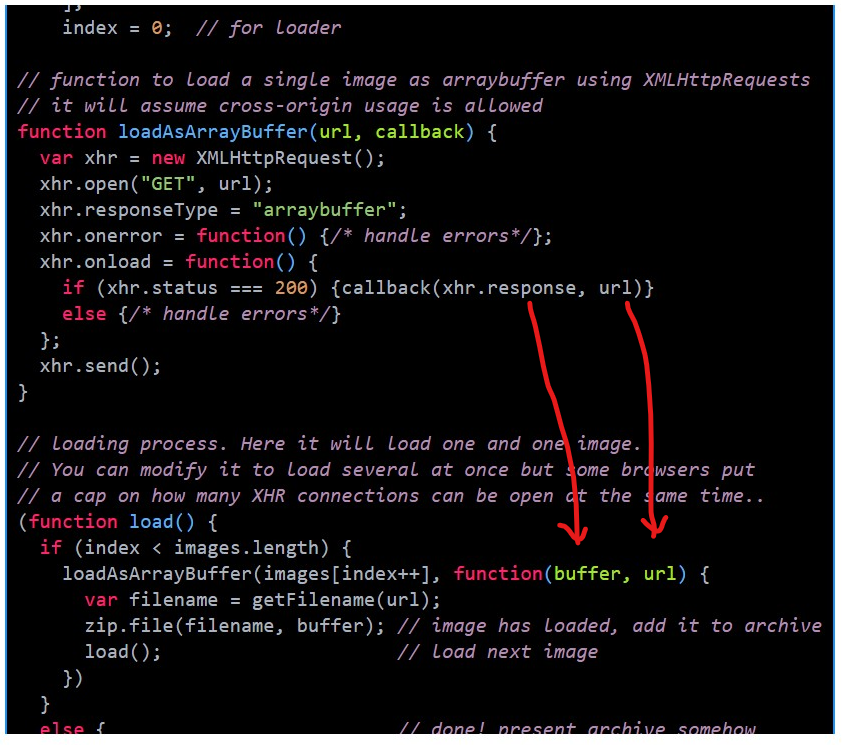 ];
index = 0;  // for loader
// function to load a single image as arraybuffer using XMLHttpRequests
// it will assume cross-origin usage is allowed
function loadAsArrayBuffer(url, callback) {
  var xhr = new XMLHttpRequest();
  xhr.open("GET", url);
  xhr.responseType = "arraybuffer";
  xhr.onerror = function() {/* handle errors*/};
  xhr.onload = function() {
    if (xhr.status === 200) {callback(xhr.response, url)}
    else {/* handle errors*/}
  };
  xhr.send();
}
// loading process. Here it will load one and one image.
// You can modify it to load several at once but some browsers put
// a cap on how many XHR connections can be open at the same time..
(function load() {
  if (index < images.length) {
    loadAsArrayBuffer(images[index++], function(buffer, url) {
      var filename = getFilename(url);
      zip.file(filename, buffer); // image has loaded, add it to archive
      load();                     // load next image
    })
  }
  else {                          // done! present archive somehow